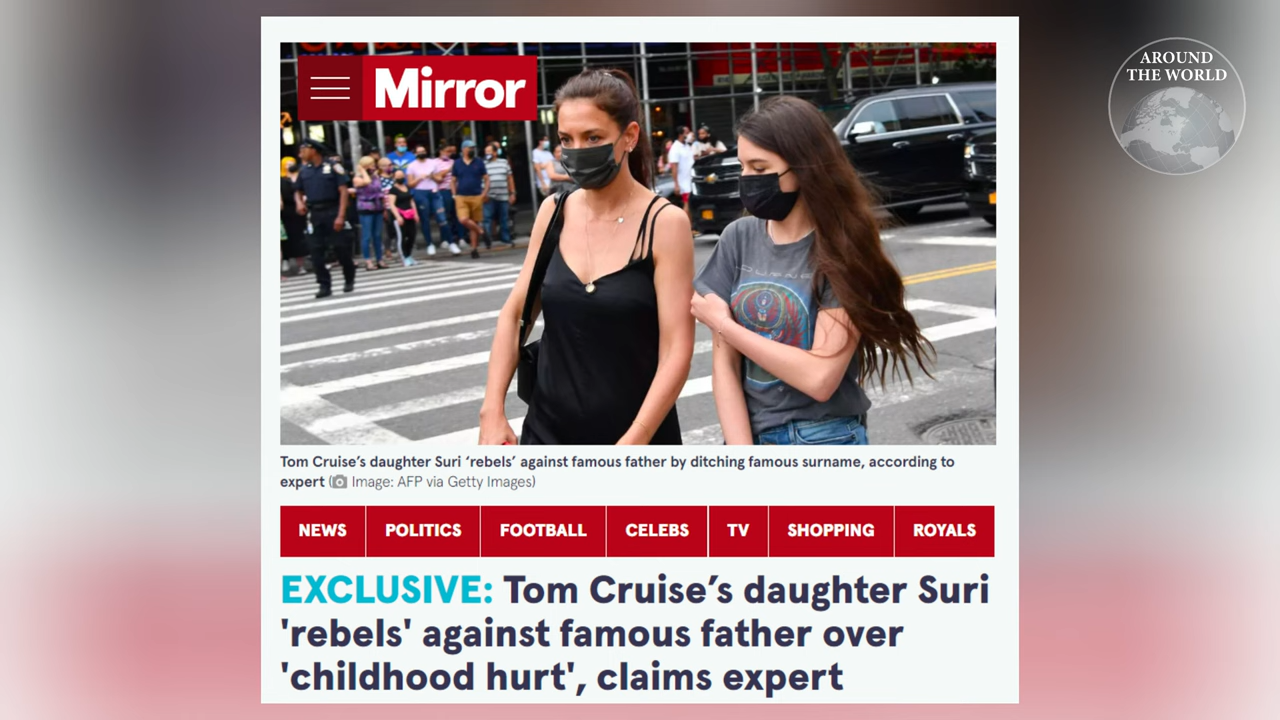 AROUND
THE WORLD
Mirror
Tom Cruise’s daughter Suri ‘rebels’ against famous father by ditching famous surname, according to
expert (Image: AFP via Getty Images)
NEWS POLITICS FOOTBALL CELEBS TV SHOPPING ROYALS
EXCLUSIVE: Tom Cruise’s daughter Suri
'rebels' against famous father over
'childhood hurt', claims expert